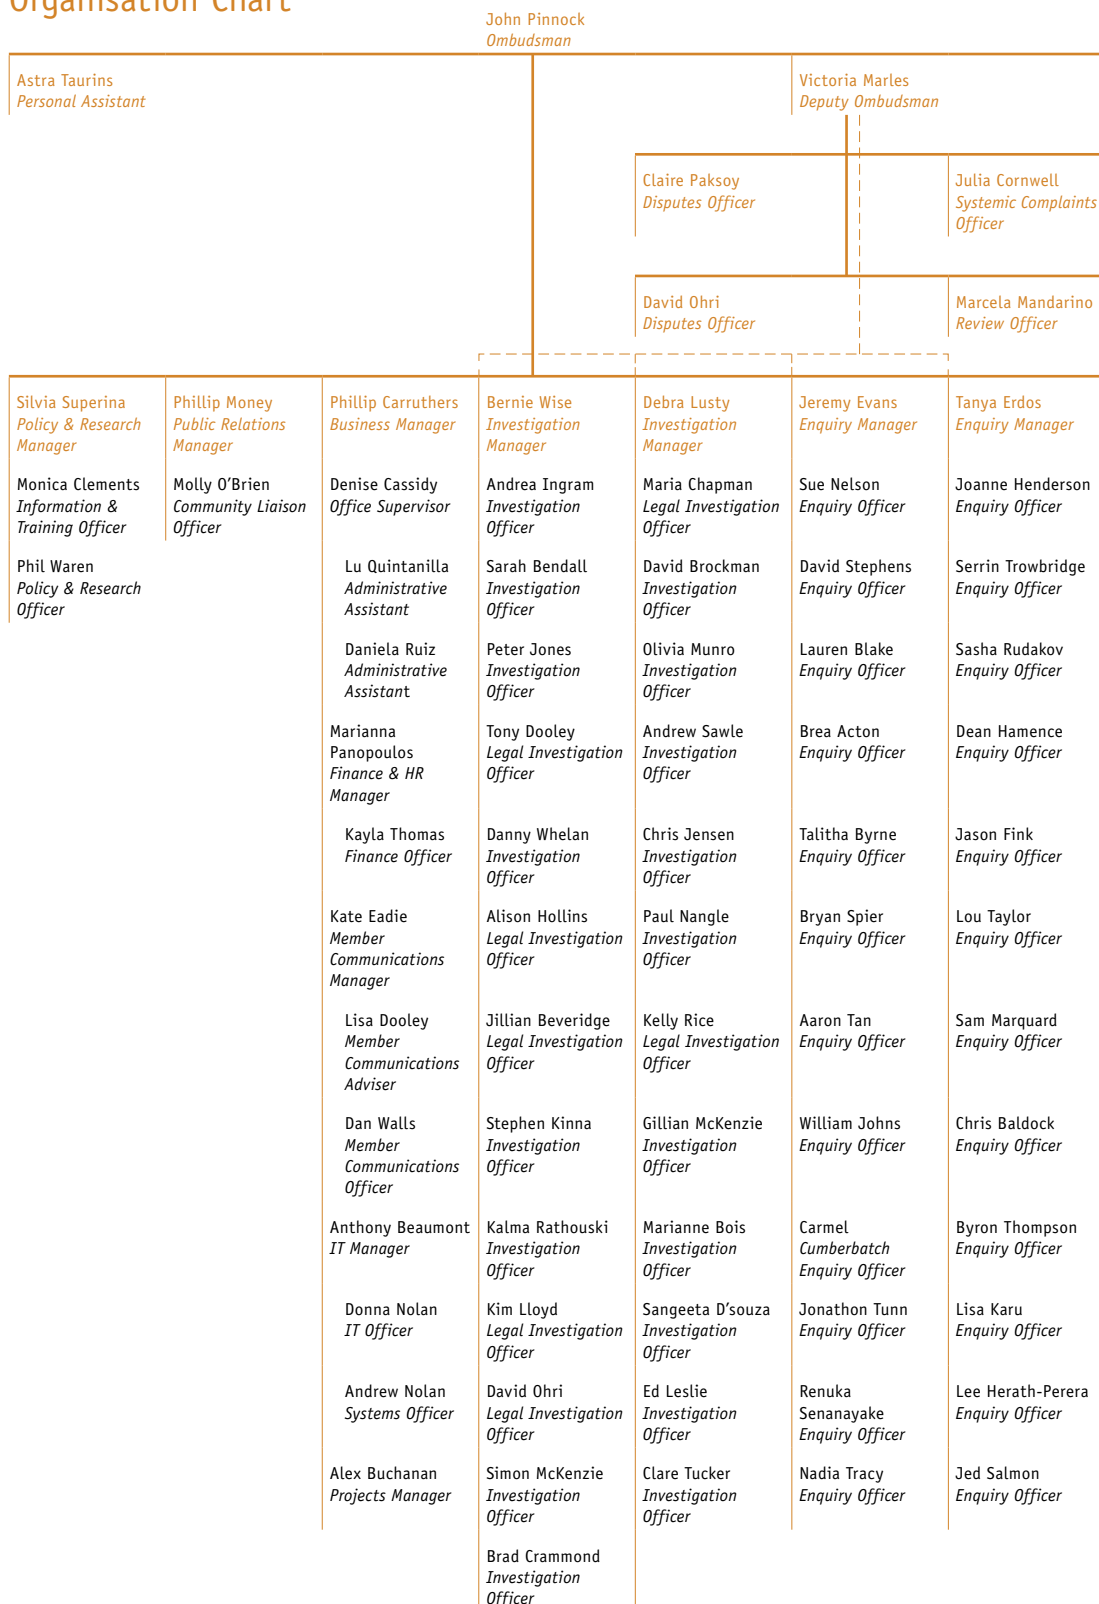 Organisation Chart
John Pinnock
Ombudsman
Astra Taurins
Personal Assistant
Victoria Marles
Deputy Ombudsman
Claire Paksoy
Disputes Officer
Julia Cornwell
Systemic Complaints
Officer
David Ohri
Disputes Officer
Marcela Mandarino
Review Officer
Silvia Superina
Policy & Research
Manager
Monica Clements
Information &
Training Officer
Phil Waren
Policy & Research
Officer
Phillip Money
Public Relations
Manager
Molly O’Brien
Community Liaison
Officer
Phillip Carruthers
Business Manager
Denise Cassidy
Office Supervisor
Lu Quintanilla
Administrative
Assistant
Daniela Ruiz
Administrative
Assistant
Marianna
Panopoulos
Finance & HR
Manager
Kayla Thomas
Finance Officer
Kate Eadie
Member
Communications
Manager
Lisa Dooley
Member
Communications
Adviser
Dan Walls
Member
Communications
Officer
Anthony Beaumont
IT Manager
Donna Nolan
IT Officer
Andrew Nolan
Systems Officer
Alex Buchanan
Projects Manager
Bernie Wise
Investigation
Manager
Andrea Ingram
Investigation
Officer
Sarah Bendall
Investigation
Officer
Peter Jones
Investigation
Officer
Tony Dooley
Legal Investigation
Officer
Danny Whelan
Investigation
Officer
Alison Hollins
Legal Investigation
Officer
Jillian Beveridge
Legal Investigation
Officer
Stephen Kinna
Investigation
Officer
Kalma Rathouski
Investigation
Officer
Kim Lloyd
Legal Investigation
Officer
David Ohri
Legal Investigation
Officer
Simon McKenzie
Investigation
Officer
Brad Crammond
Investigation
Officer
Debra Lusty
Investigation
Manager
Maria Chapman
Legal Investigation
Officer
David Brockman
Investigation
Officer
Olivia Munro
Investigation
Officer
Andrew Sawle
Investigation
Officer
Chris Jensen
Investigation
Officer
Paul Nangle
Investigation
Officer
Kelly Rice
Legal Investigation
Officer
Gillian McKenzie
Investigation
Officer
Marianne Bois
Investigation
Officer
Sangeeta D’souza
Investigation
Officer
Ed Leslie
Investigation
Officer
Clare Tucker
Investigation
Officer
Jeremy Evans
Enquiry Manager
Sue Nelson
Enquiry Officer
David Stephens
Enquiry Officer
Lauren Blake
Enquiry Officer
Brea Acton
Enquiry Officer
Talitha Byrne
Enquiry Officer
Bryan Spier
Enquiry Officer
Aaron Tan
Enquiry Officer
William Johns
Enquiry Officer
Carmel
Cumberbatch
Enquiry Officer
Jonathon Tunn
Enquiry Officer
Renuka
Senanayake
Enquiry Officer
Nadia Tracy
Enquiry Officer
Tanya Erdos
Enquiry Manager
Joanne Henderson
Enquiry Officer
Serrin Trowbridge
Enquiry Officer
Sasha Rudakov
Enquiry Officer
Dean Hamence
Enquiry Officer
Jason Fink
Enquiry Officer
Lou Taylor
Enquiry Officer
Sam Marquard
Enquiry Officer
Chris Baldock
Enquiry Officer
Byron Thompson
Enquiry Officer
Lisa Karu
Enquiry Officer
Lee Herath-Perera
Enquiry Officer
Jed Salmon
Enquiry Officer